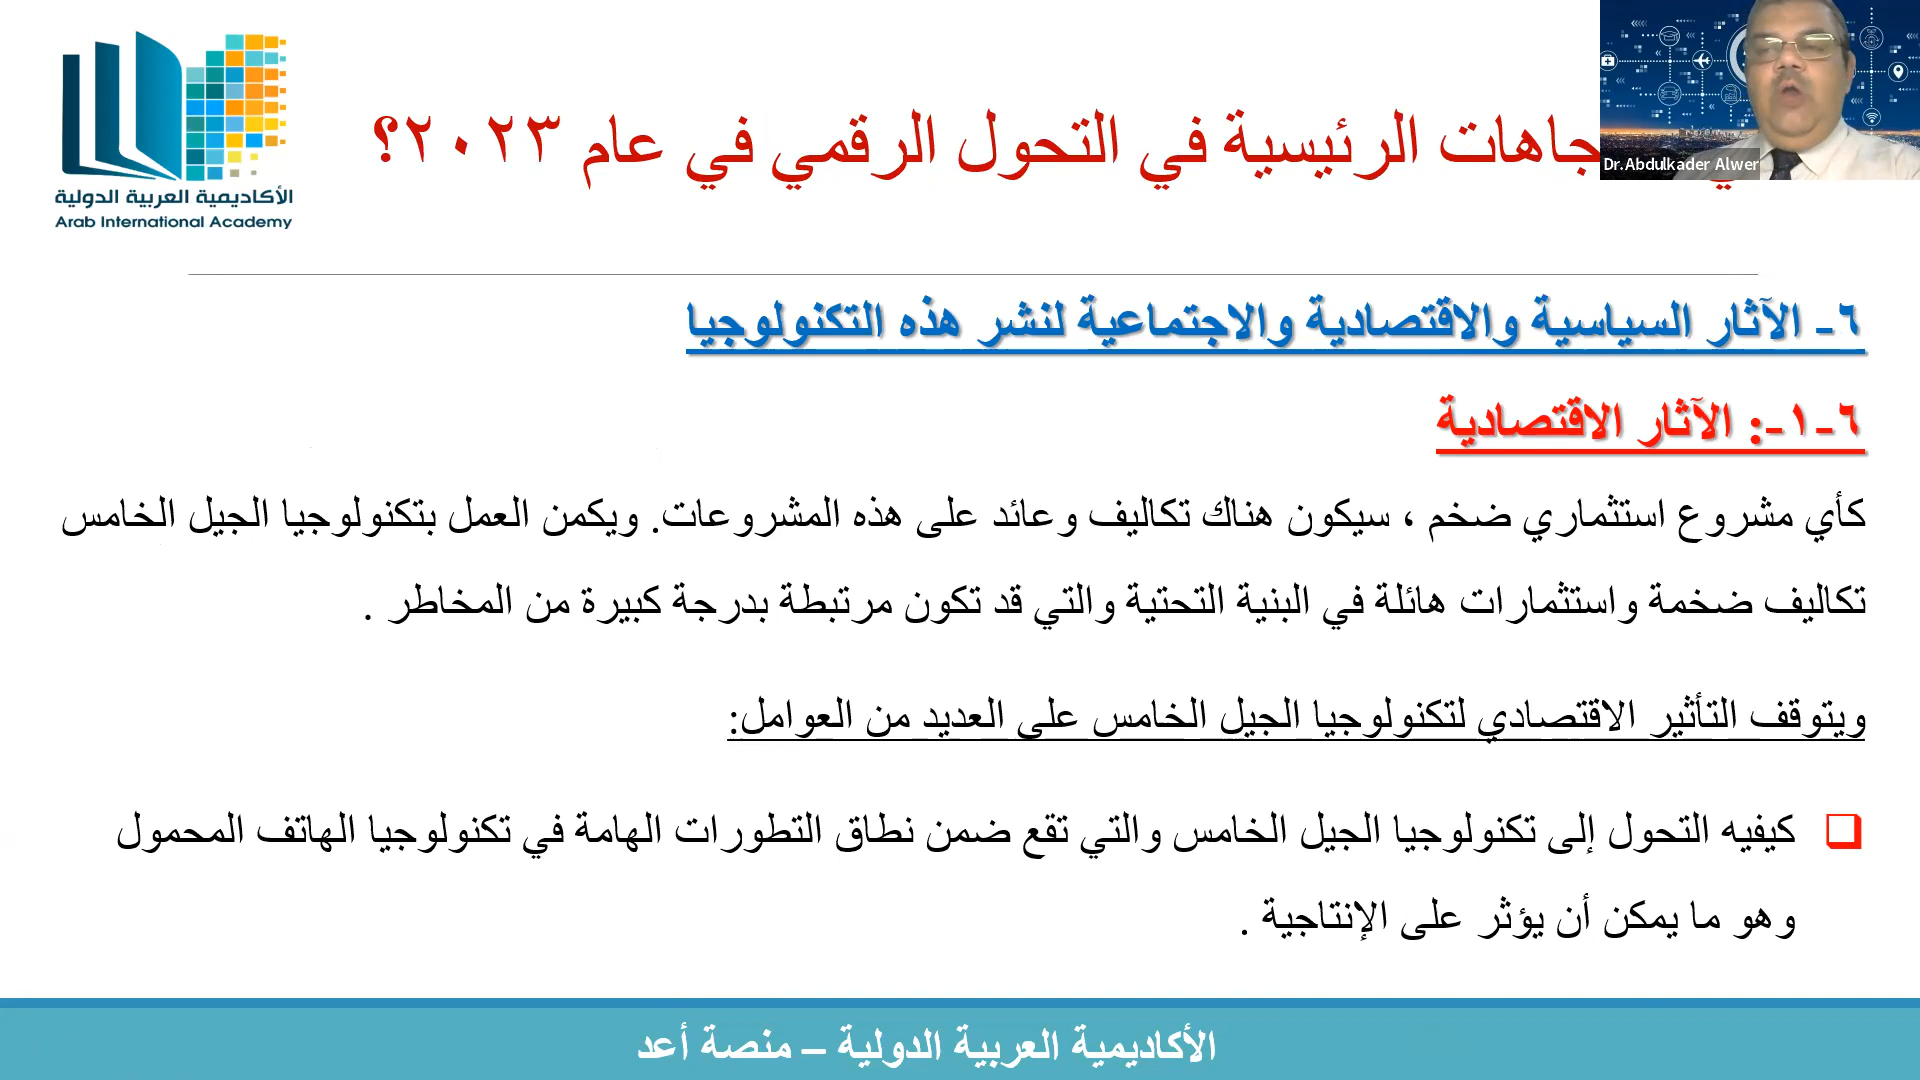 الأكاديمية العربية الدولية
Arab International Academy
الرئيسية في التحول الرقمي في عام ٢٠٢٣؟
Dr.Abdulkader Alwer
٦- الآثار السياسية والاقتصادية والاجتماعية لنشر هذه التكنولوجيا
٦-١-: الآثار الاقتصادية
كأي مشروع استثماري ضخم ، سيكون هناك تكاليف وعائد على هذه المشروعات. ويكمن العمل بتكنولوجيا الجيل الخامس
تكاليف ضخمة واستثمارات هائلة في البنية التحتية والتي قد تكون مرتبطة بدرجة كبيرة من المخاطر .
ويتوقف التأثير الاقتصادي لتكنولوجيا الجيل الخامس على العديد من العوامل:
كيفيه التحول إلى تكنولوجيا الجيل الخامس والتي تقع ضمن نطاق التطورات الهامة في تكنولوجيا الهاتف المحمول
وهو ما يمكن أن يؤثر على الإنتاجية .
الأكاديمية العربية الدولية – منصة أعد